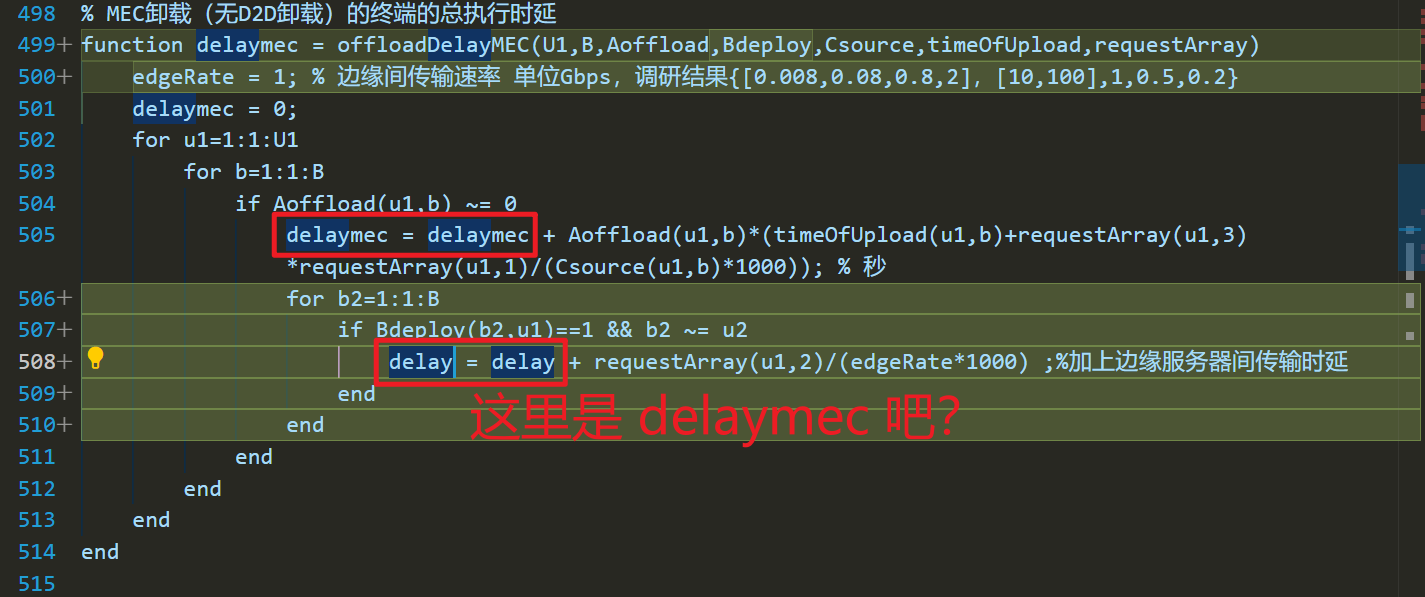 498 % MEC卸载（无D2D卸载）的终端的总执行时延
499+ function delaymec = offloadDelayMEC(U1,B,Aoffload,Bdeploy,Csource,timeOfUpload,requestArray)
500+ edgeRate = 1; % 边缘间传输速率 单位Gbps，调研结果{[0.008,0.08,0.8,2]，[10,100],1,0.5,0.2}
501 delaymec = 0;
502 for u1=1:1:U1
503 for b=1:1:B
504 if Aoffload(u1,b) ~= 0
505 delaymec = delaymec + Aoffload(u1,b)*(timeOfUpload(u1,b)+requestArray(u1,3)
*requestArray(u1,1)/(Csource(u1,b)*1000)); % 秒
506+ for b2=1:1:B
507+ if Bdeploy(b2,u1)==1 && b2 ~= u2
508+ delay = delay + requestArray(u1,2)/(edgeRate*1000) ;%加上边缘服务器间传输时延
509+ end
这里是 delaymec 吧？
510+ end
511 end
512 end
513 end
514 end
515